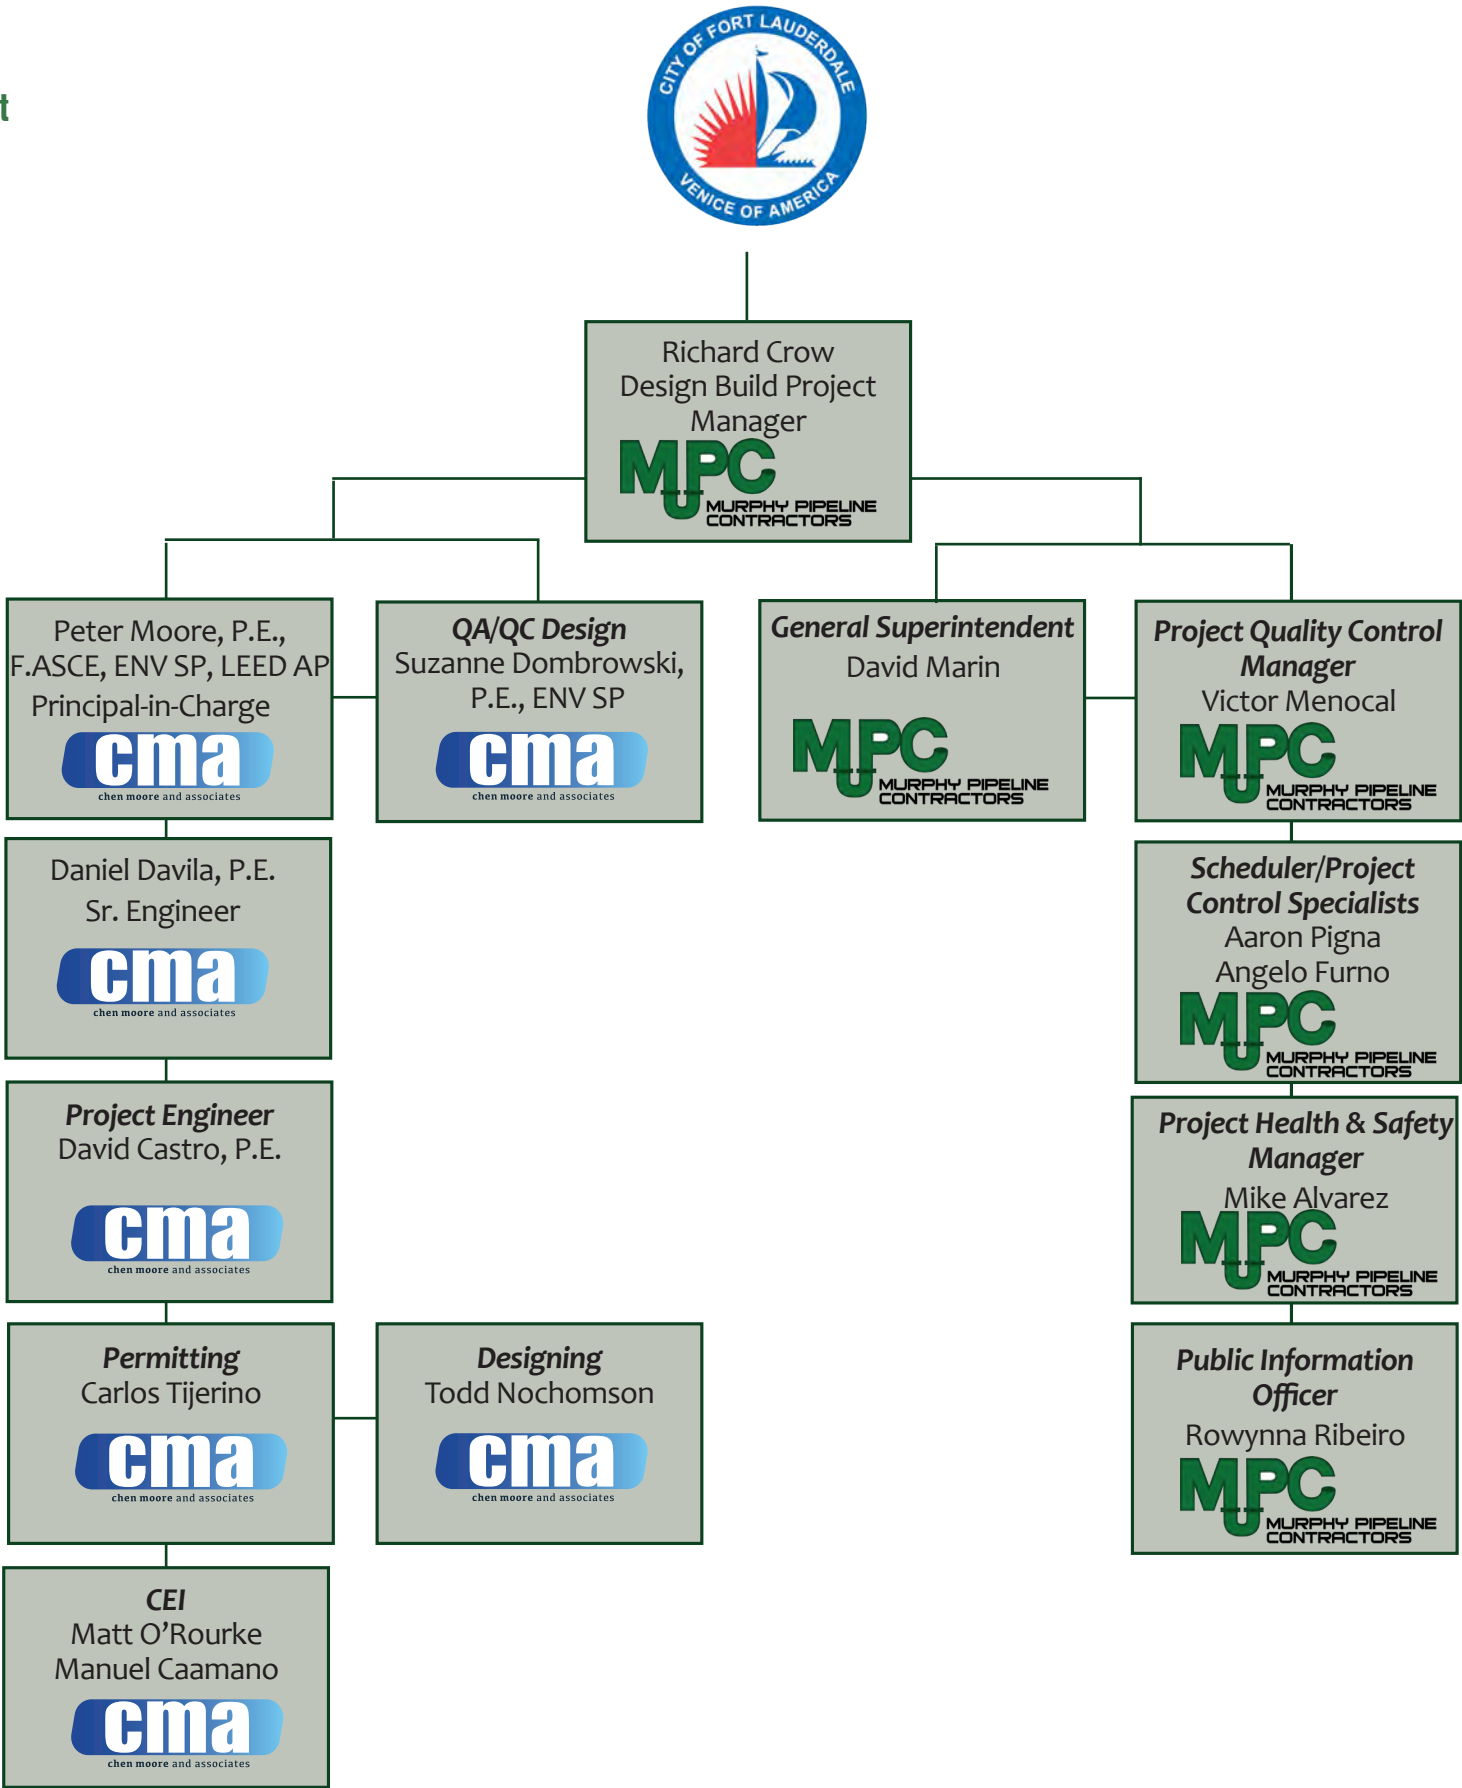 t
CITY OF FORT LAUDERDALE
VENICE OF AMERICA
Richard Crow
Design Build Project
Manager
MPC
MURPHY PIPELINE
CONTRACTORS
Peter Moore, P.E.,
F.ASCE, ENV SP, LEED AP
Principal-in-Charge
cma
chen moore and associates
QA/QC Design
Suzanne Dombrowski,
P.E., ENV SP
cma
chen moore and associates
General Superintendent
David Marin
MPC
MURPHY PIPELINE
CONTRACTORS
Project Quality Control
Manager
Victor Menocal
MPC
MURPHY PIPELINE
CONTRACTORS
Daniel Davila, P.E.
Sr. Engineer
cma
chen moore and associates
Scheduler/Project
Control Specialists
Aaron Pigna
Angelo Furno
MPC
MURPHY PIPELINE
CONTRACTORS
Project Engineer
David Castro, P.E.
cma
chen moore and associates
Project Health & Safety
Manager
Mike Alvarez
MPC
MURPHY PIPELINE
CONTRACTORS
Permitting
Carlos Tijerino
cma
chen moore and associates
Designing
Todd Nochomson
cma
chen moore and associates
Public Information
Officer
Rowynna Ribeiro
MPC
MURPHY PIPELINE
CONTRACTORS
CEI
Matt O’Rourke
Manuel Caamano
cma
chen moore and associates